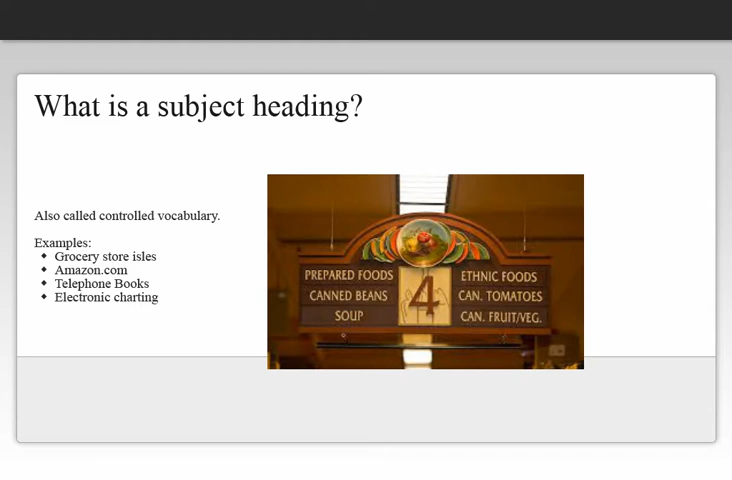 What is a subject heading?
Also called controlled vocabulary.
Examples:
Grocery store isles
Amazon.com
Telephone Books
Electronic charting
PREPARED FOODS
CANNED BEANS
SOUP
4
ETHNIC FOODS
CAN. TOMATOES
CAN. FRUIT/VEG.